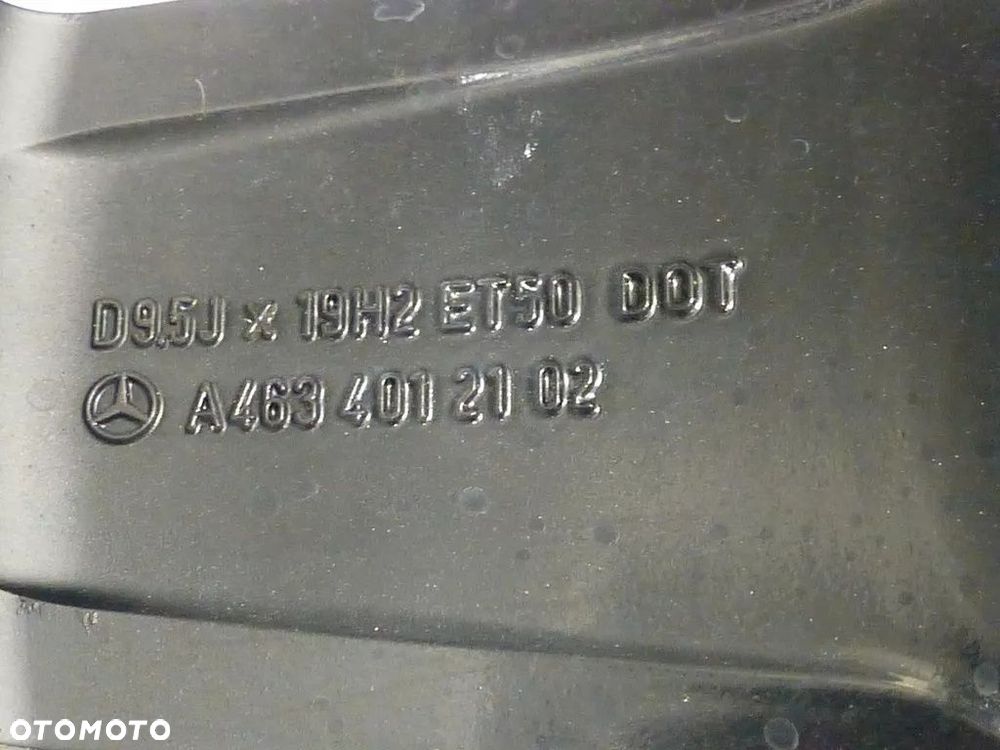 D9.5J x 19H2 ET50 DOT
A463 401 21 02
OTOMOTO